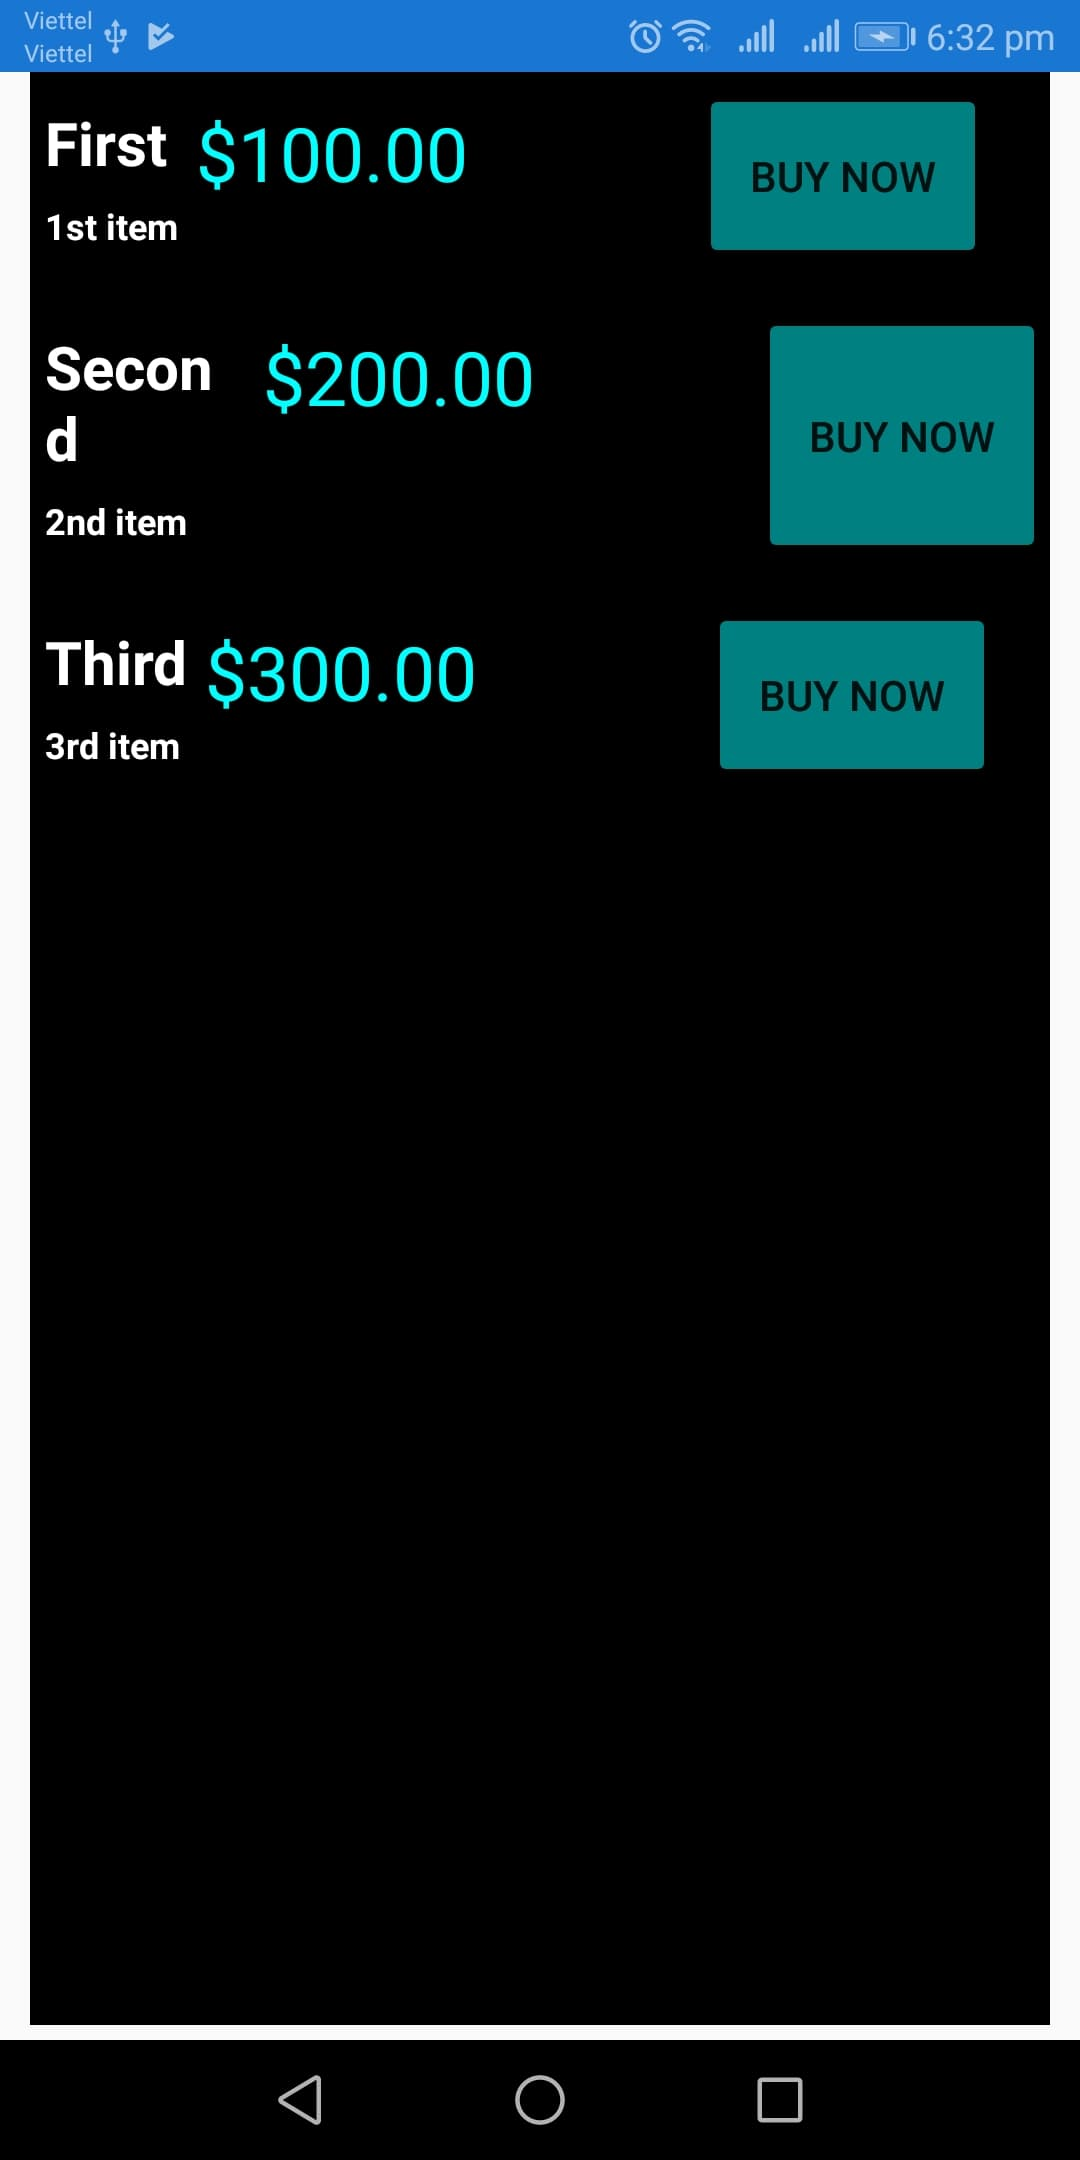 Viettel
Viettel
6:32 pm
First $100.00 BUY NOW
1st item
Secon $200.00 BUY NOW
d
2nd item
Third $300.00 BUY NOW
3rd item